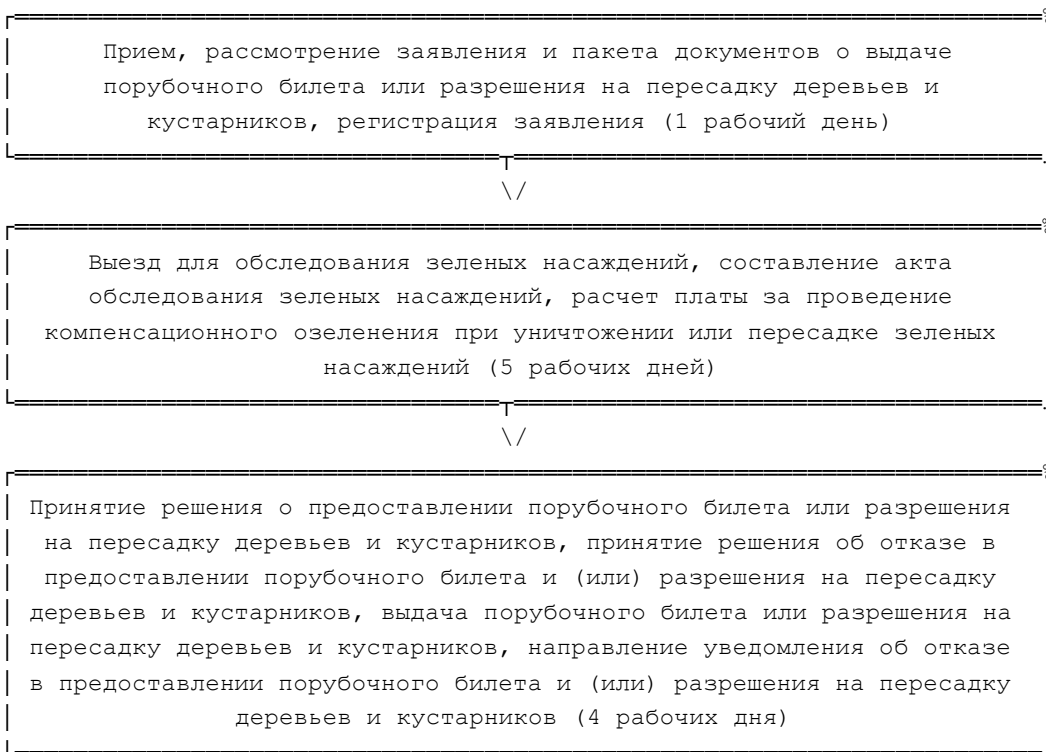 Прием, рассмотрение заявления и пакета документов о выдаче
порубочного билета или разрешения на пересадку деревьев и
кустарников, регистрация заявления (1 рабочий день)
\/
Выезд для обследования зеленых насаждений, составление акта
обследования зеленых насаждений, расчет платы за проведение
компенсационного озеленения при уничтожении или пересадке зеленых
насаждений (5 рабочих дней)
\/
Принятие решения о предоставлении порубочного билета или разрешения
на пересадку деревьев и кустарников, принятие решения об отказе в
предоставлении порубочного билета и (или) разрешения на пересадку
деревьев и кустарников, выдача порубочного билета или разрешения на
пересадку деревьев и кустарников, направление уведомления об отказе
в предоставлении порубочного билета и (или) разрешения на пересадку
деревьев и кустарников (4 рабочих дня)